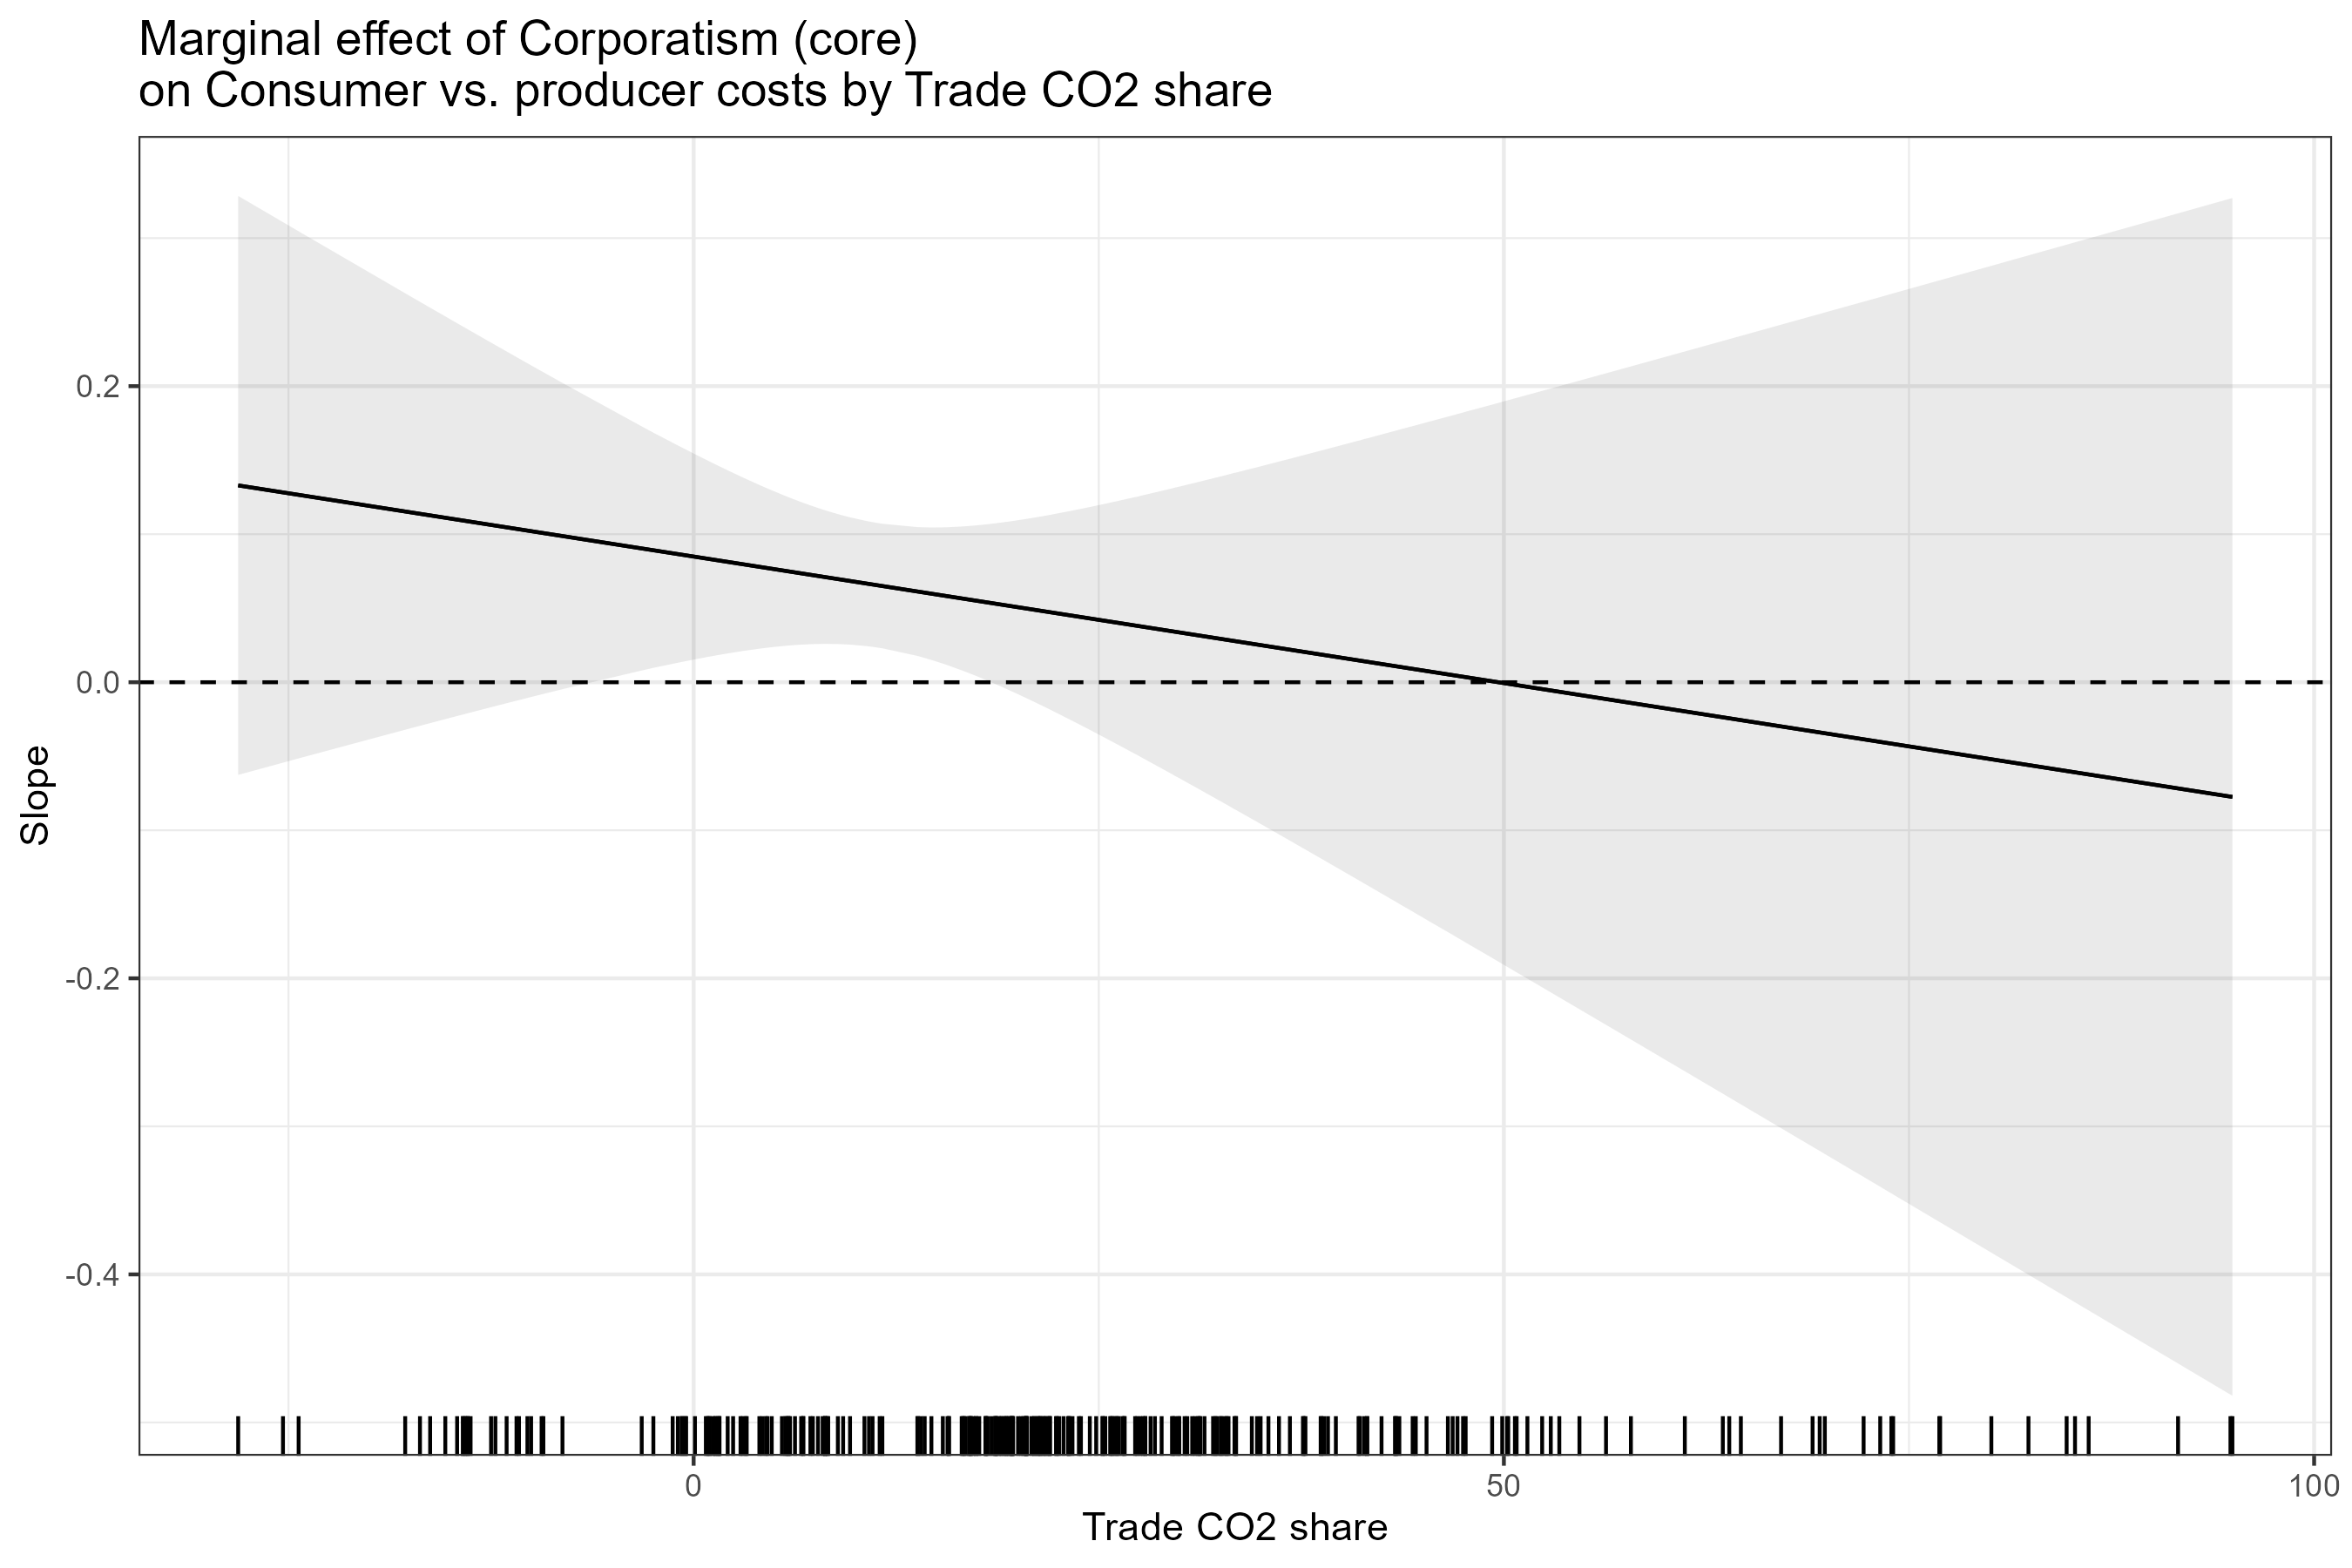 Marginal effect of Corporatism (core)
on Consumer vs. producer costs by Trade CO2 share
0.2
0.0
-0.2
-0.4
Slope
0
50
100
Trade CO2 share